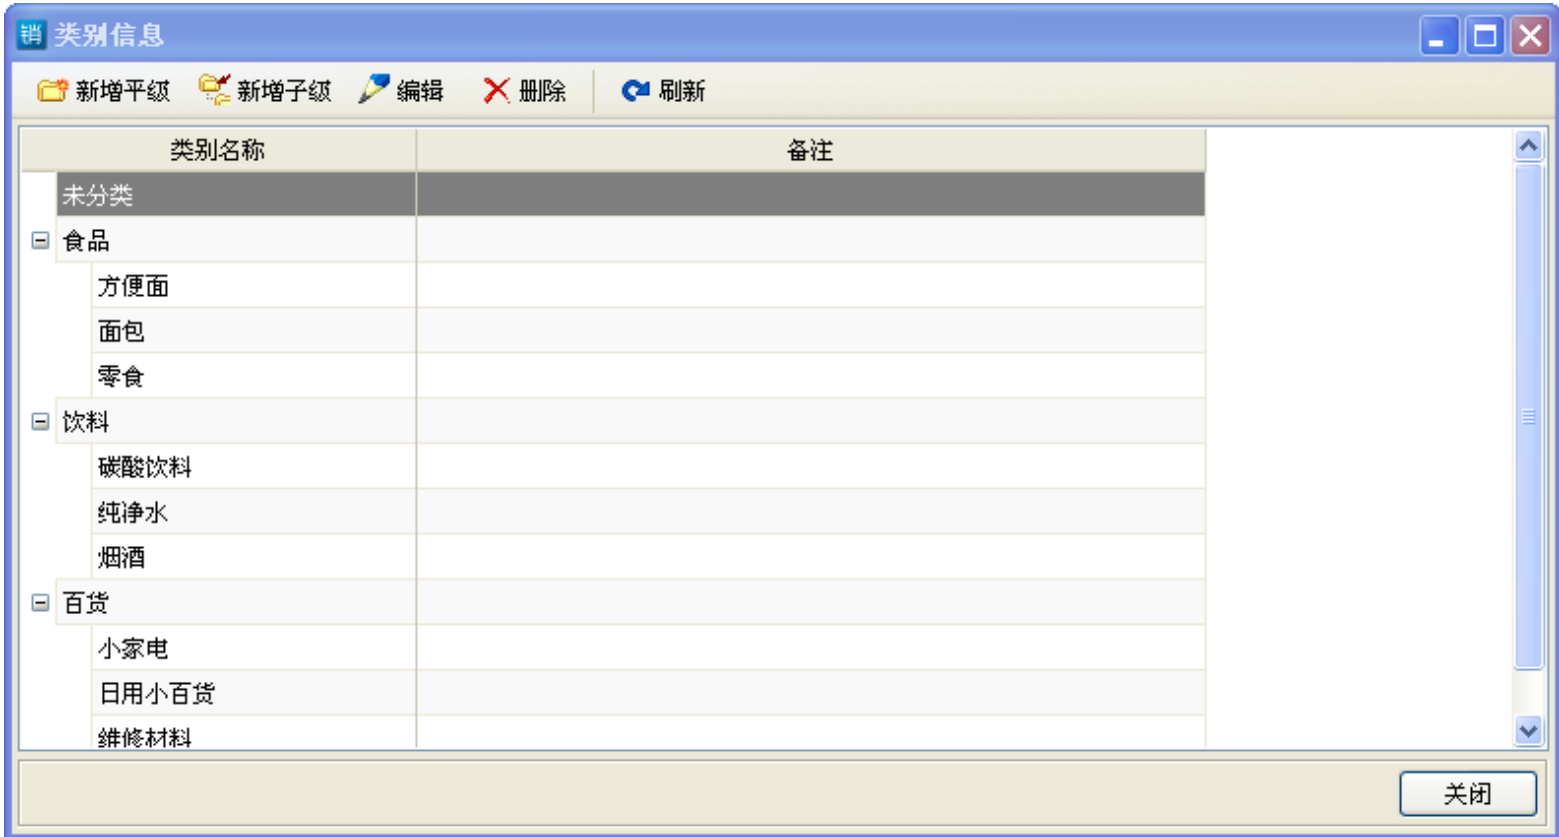 销 类别信息
新增平级 新增子级 编辑 删除 刷新
类别名称 备注
未分类
食品
方便面
面包
零食
饮料
碳酸饮料
纯净水
烟酒
百货
小家电
日用小百货
维修材料
关闭